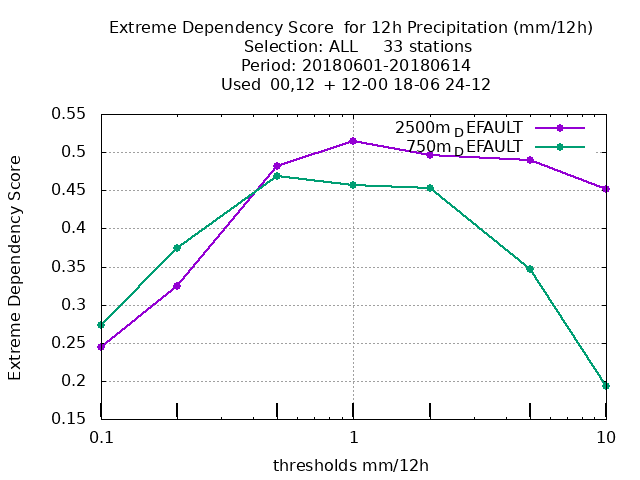 Extreme Dependency Score  for 12h Precipitation (mm/12h)
Selection: ALL     33 stations
Period: 20180601-20180614
Used  00,12  + 12-00 18-06 24-12
0.55
0.5
0.45
0.4
0.35
0.3
0.25
0.2
0.15
Extreme Dependency Score
2500m_DEFAULT
750m_DEFAULT
0.1 1 10
thresholds mm/12h